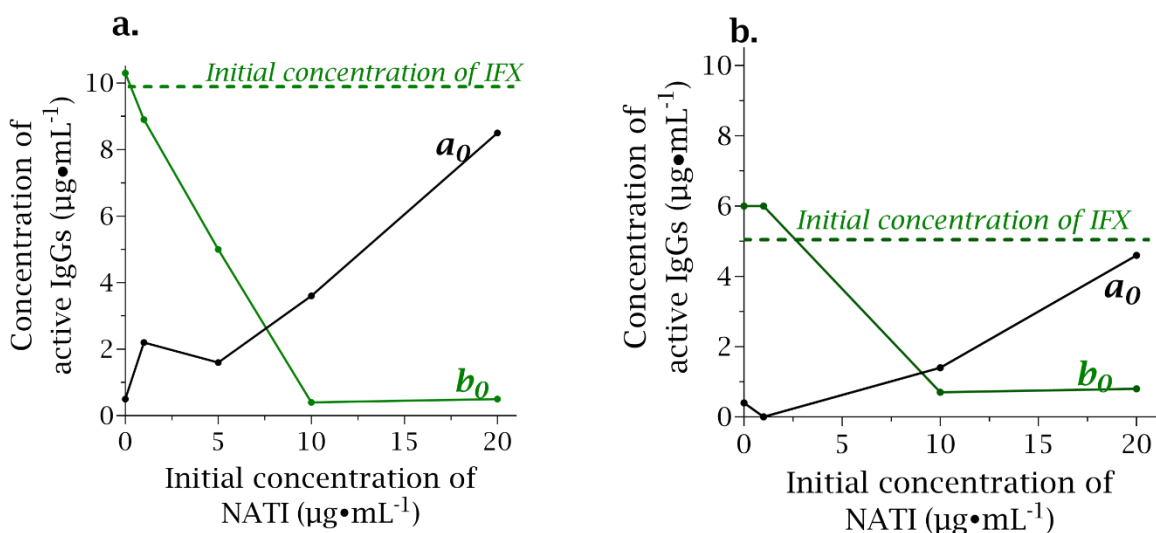 a.
Initial concentration of IFX
a0
b0
Concentration of
active IgGs (µg•mL-1)
10
8
6
4
2
0
0
5
10
15
20
Initial concentration of
NATI (µg•mL-1)
b.
Initial concentration of IFX
a0
b0
Concentration of
active IgGs (µg•mL-1)
10
8
6
4
2
0
0
5
10
15
20
Initial concentration of
NATI (µg•mL-1)